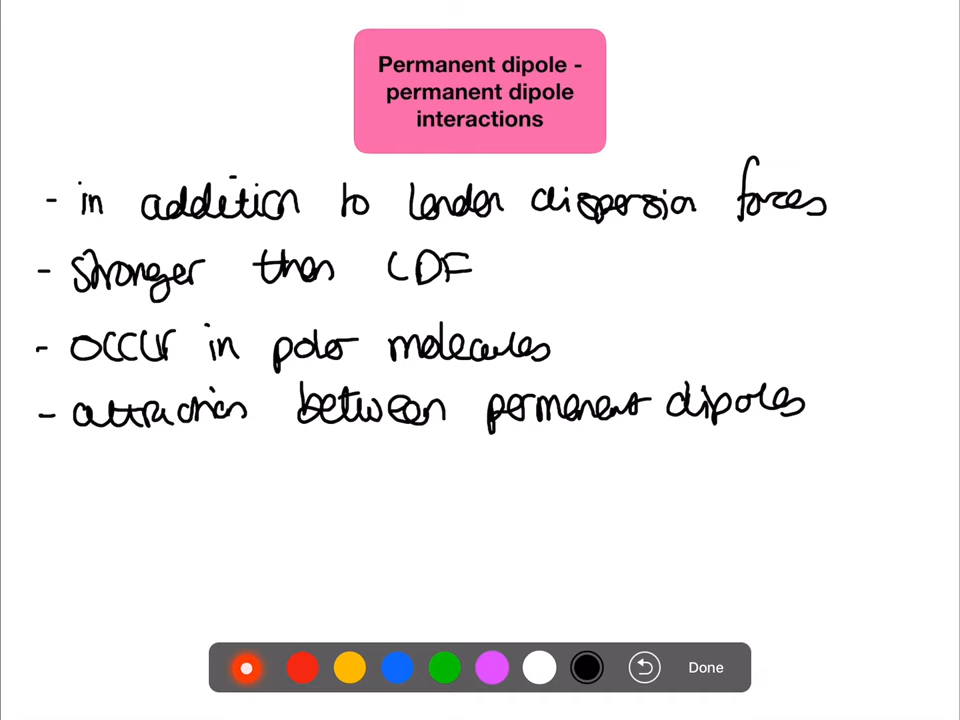 Permanent dipole -
permanent dipole
interactions
- in addition to london dispersion forces
- stronger than LDF
- occur in polar molecules
- attraction between permanent dipoles
Done